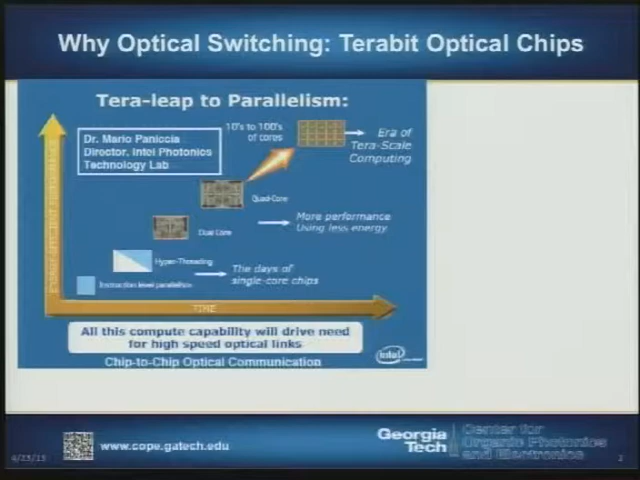 Why Optical Switching: Terabit Optical Chips
Tera-leap to Parallelism:
Dr. Mario Paniccia
Director, Intel Photonics
Technology Lab
10's to 100's
of cores
Era of
Tera-Scale
Computing
Quad-Core
More performance
Using less energy
Dual Core
Hyper-Threading
The days of
single-core chips
Instruction level parallelism
TIME
All this compute capability will drive need
for high speed optical links
Chip-to-Chip Optical Communication
intel
www.cope.gatech.edu
Georgia
Tech
Center for
Organic Photonics
and Electronics
2